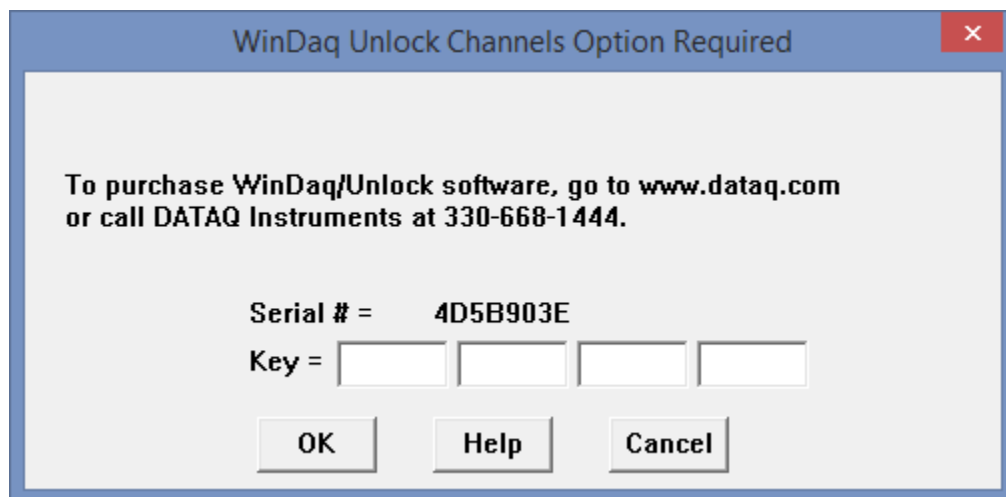 WinDaq Unlock Channels Option Required
To purchase WinDaq/Unlock software, go to www.dataq.com
or call DATAQ Instruments at 330-668-1444.
Serial # = 4D5B903E
Key =
OK Help Cancel